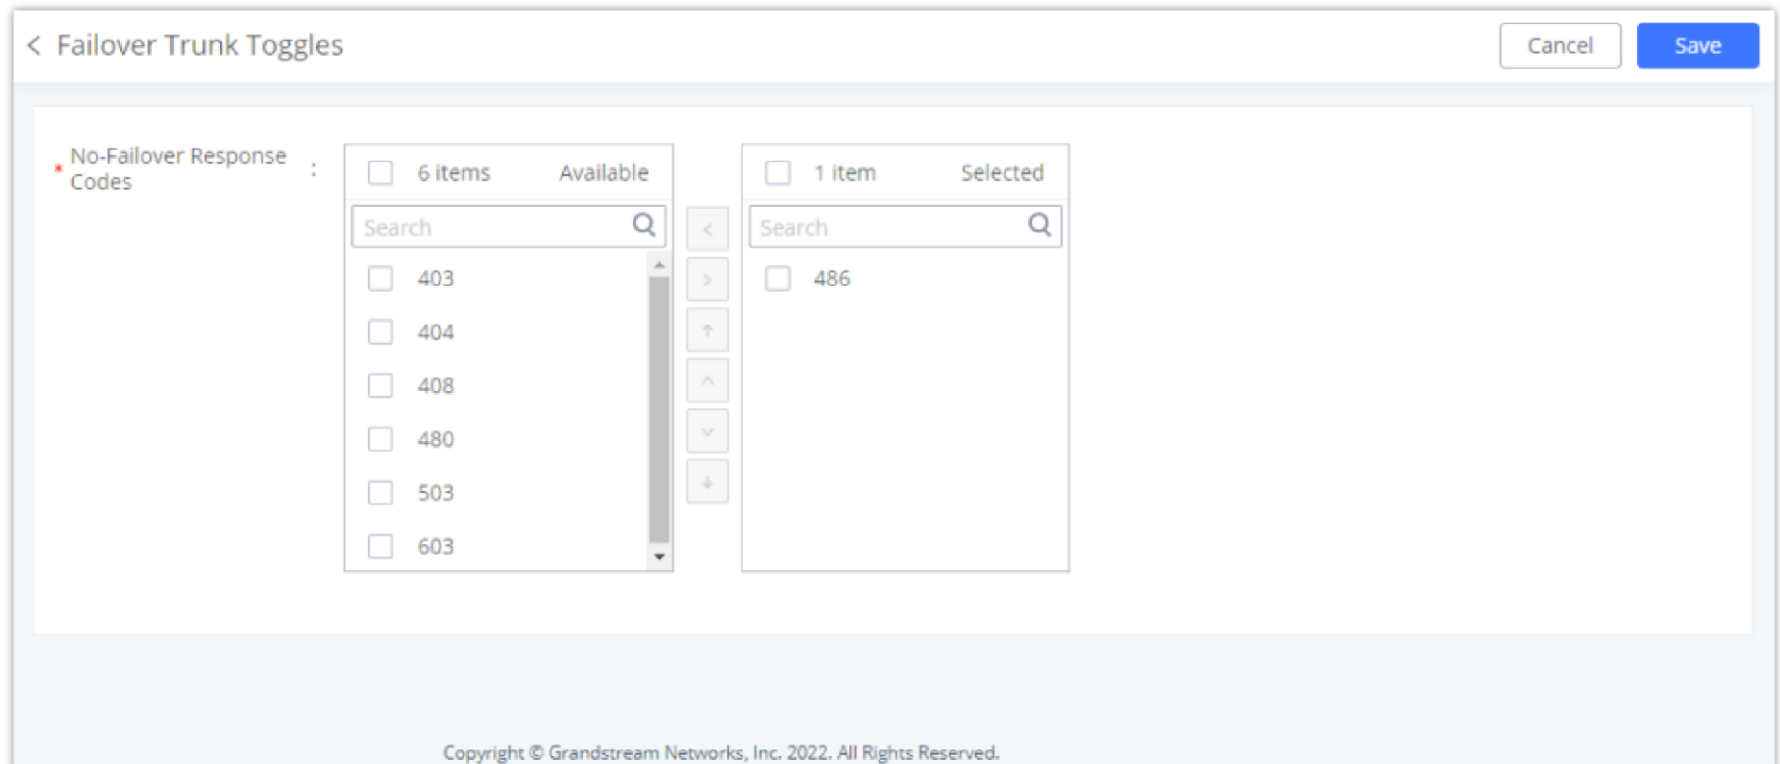 Failover Trunk Toggles
Cancel
Save
* No-Failover Response Codes :
6 items Available
Search
403
404
408
480
503
603
1 item Selected
Search
486
Copyright © Grandstream Networks, Inc. 2022. All Rights Reserved.